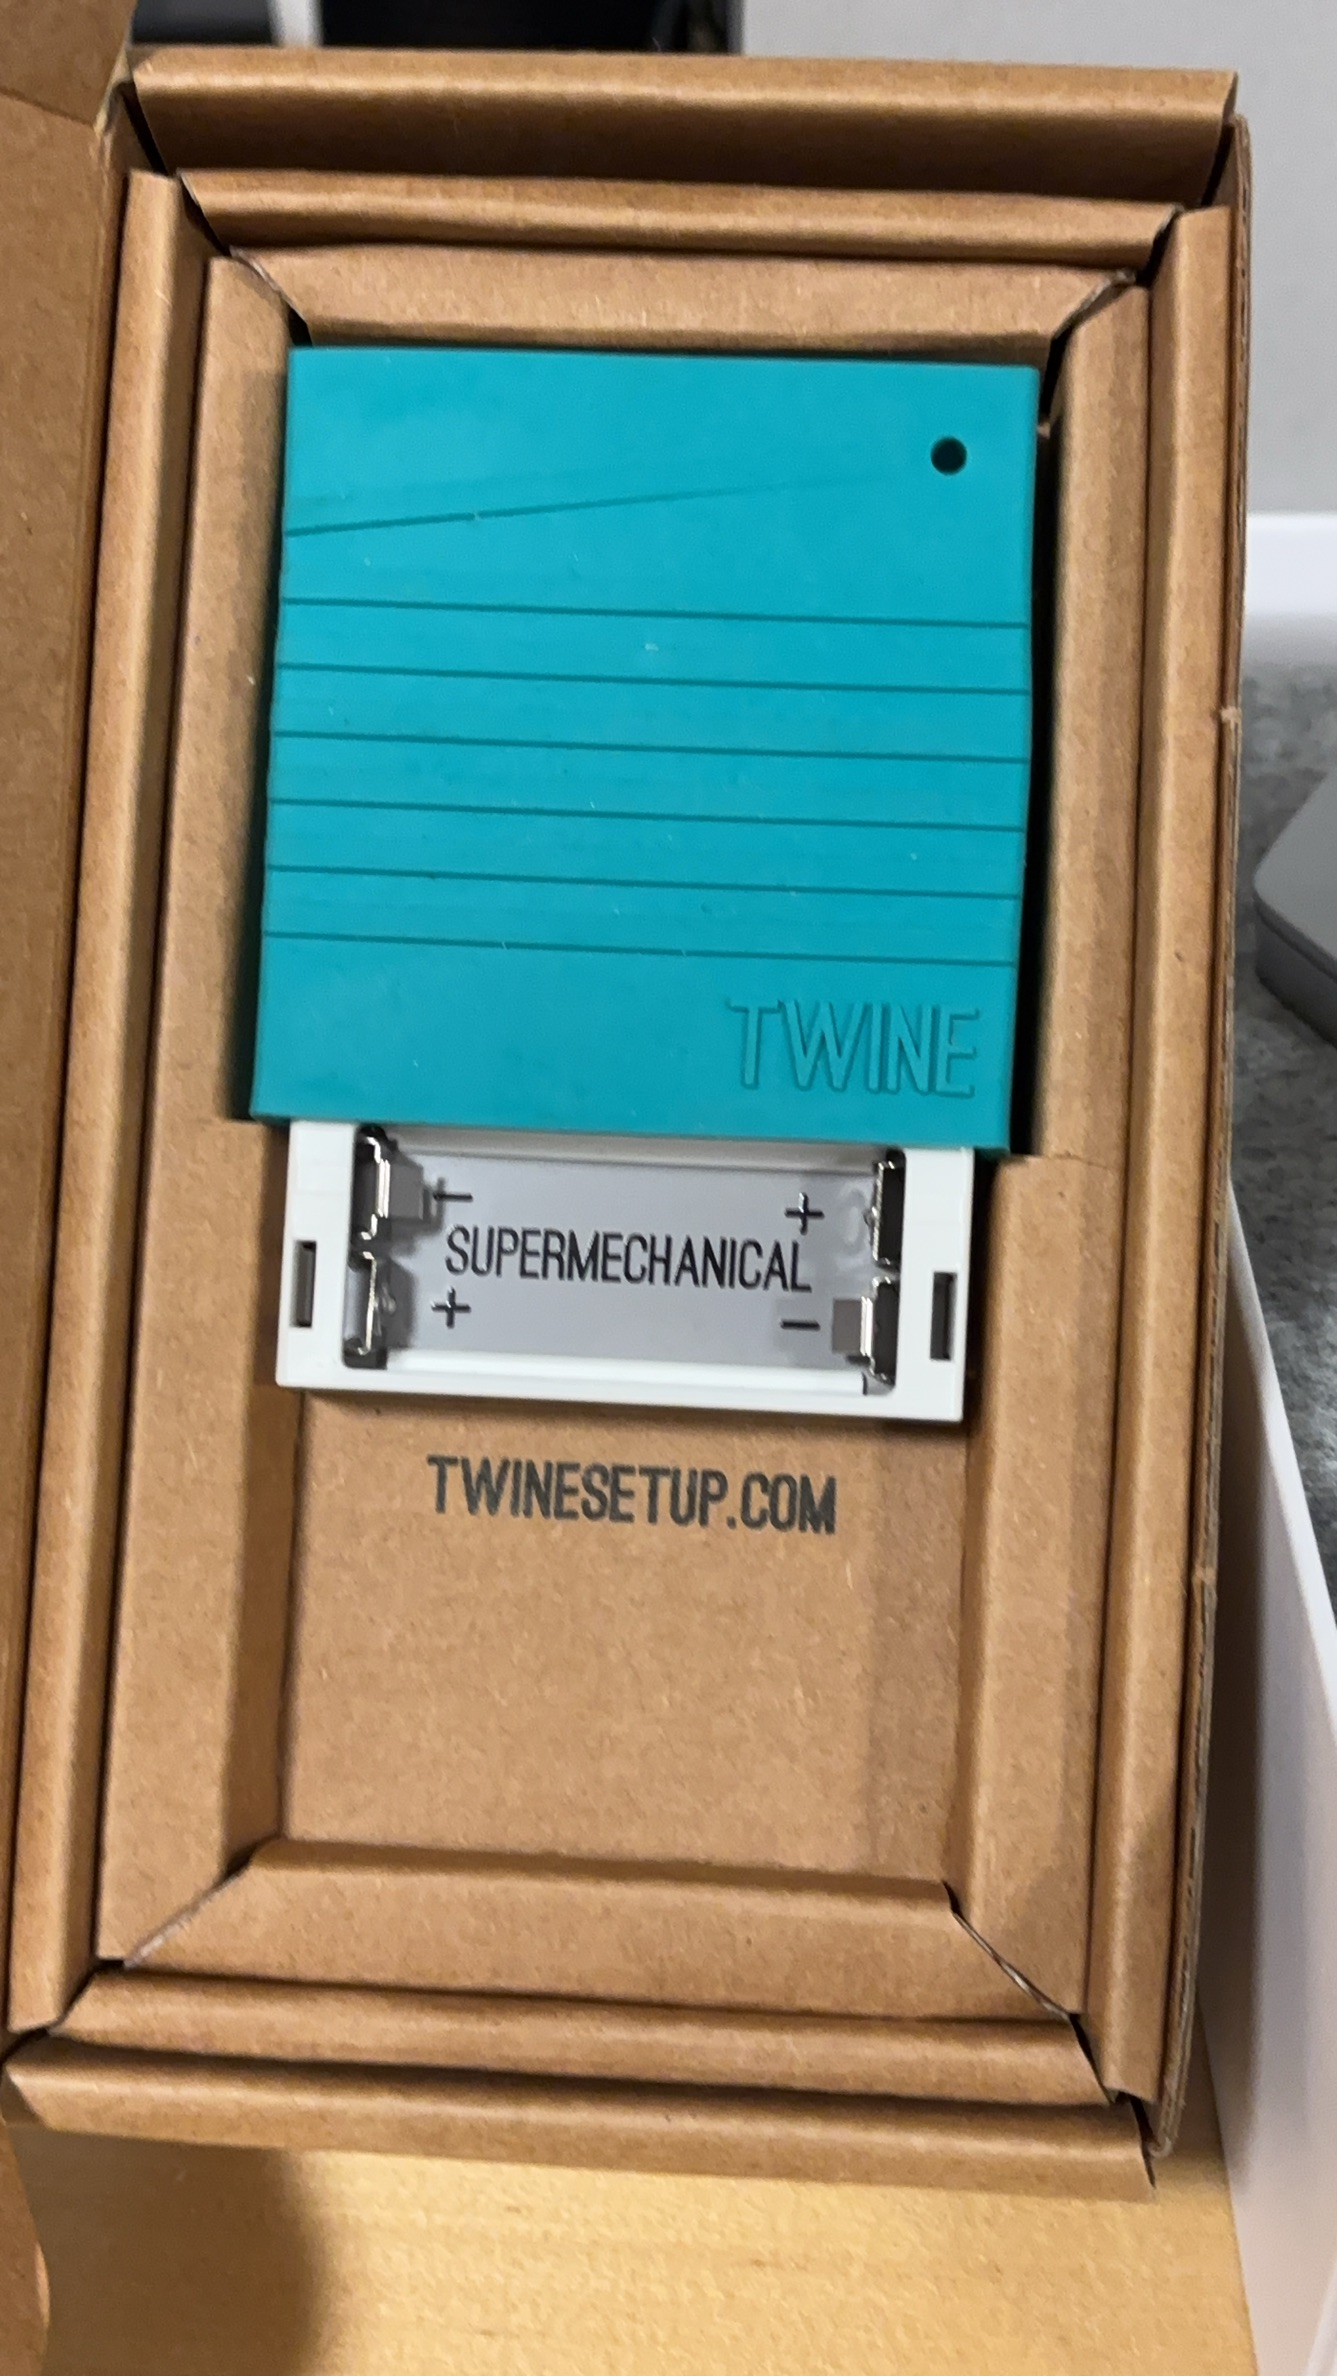 TWINE
− +
SUPERMECHANICAL
+ −
TWINESETUP.COM